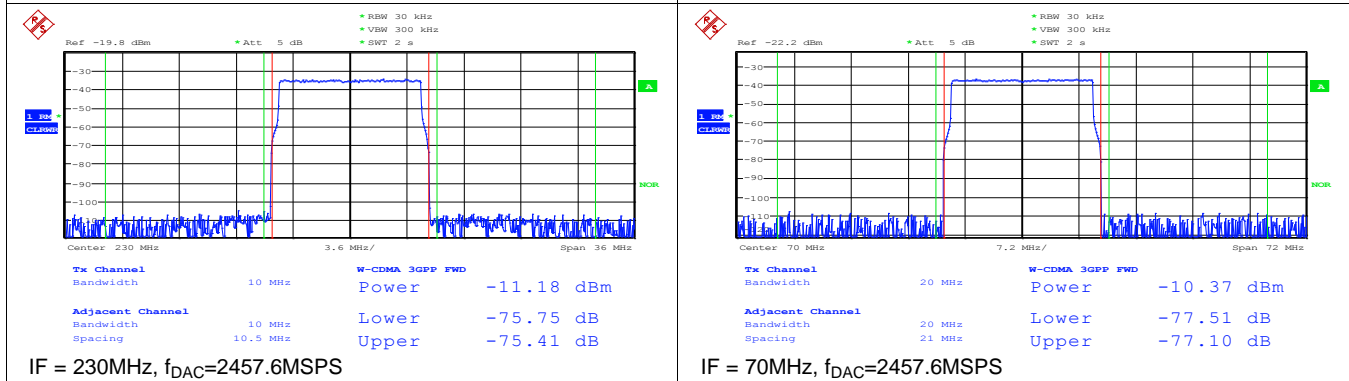 * RBW 30 kHz
* VBW 300 kHz
Ref -19.8 dBm * Att 5 dB * SWT 2 s
-30
-40
A
-50
1 RM *
CLRWR
-60
-70
-80
-90
NOR
-100
Center 230 MHz 3.6 MHz/ Span 36 MHz
Tx Channel W-CDMA 3GPP FWD
Bandwidth 10 MHz Power -11.18 dBm
Adjacent Channel
Bandwidth 10 MHz Lower -75.75 dB
Spacing 10.5 MHz Upper -75.41 dB
IF = 230MHz, fDAC=2457.6MSPS
* RBW 30 kHz
* VBW 300 kHz
Ref -22.2 dBm * Att 5 dB * SWT 2 s
-30
-40
A
-50
1 RM *
CLRWR
-60
-70
-80
-90
NOR
-100
-110
Center 70 MHz 7.2 MHz/ Span 72 MHz
Tx Channel W-CDMA 3GPP FWD
Bandwidth 20 MHz Power -10.37 dBm
Adjacent Channel
Bandwidth 20 MHz Lower -77.51 dB
Spacing 21 MHz Upper -77.10 dB
IF = 70MHz, fDAC=2457.6MSPS